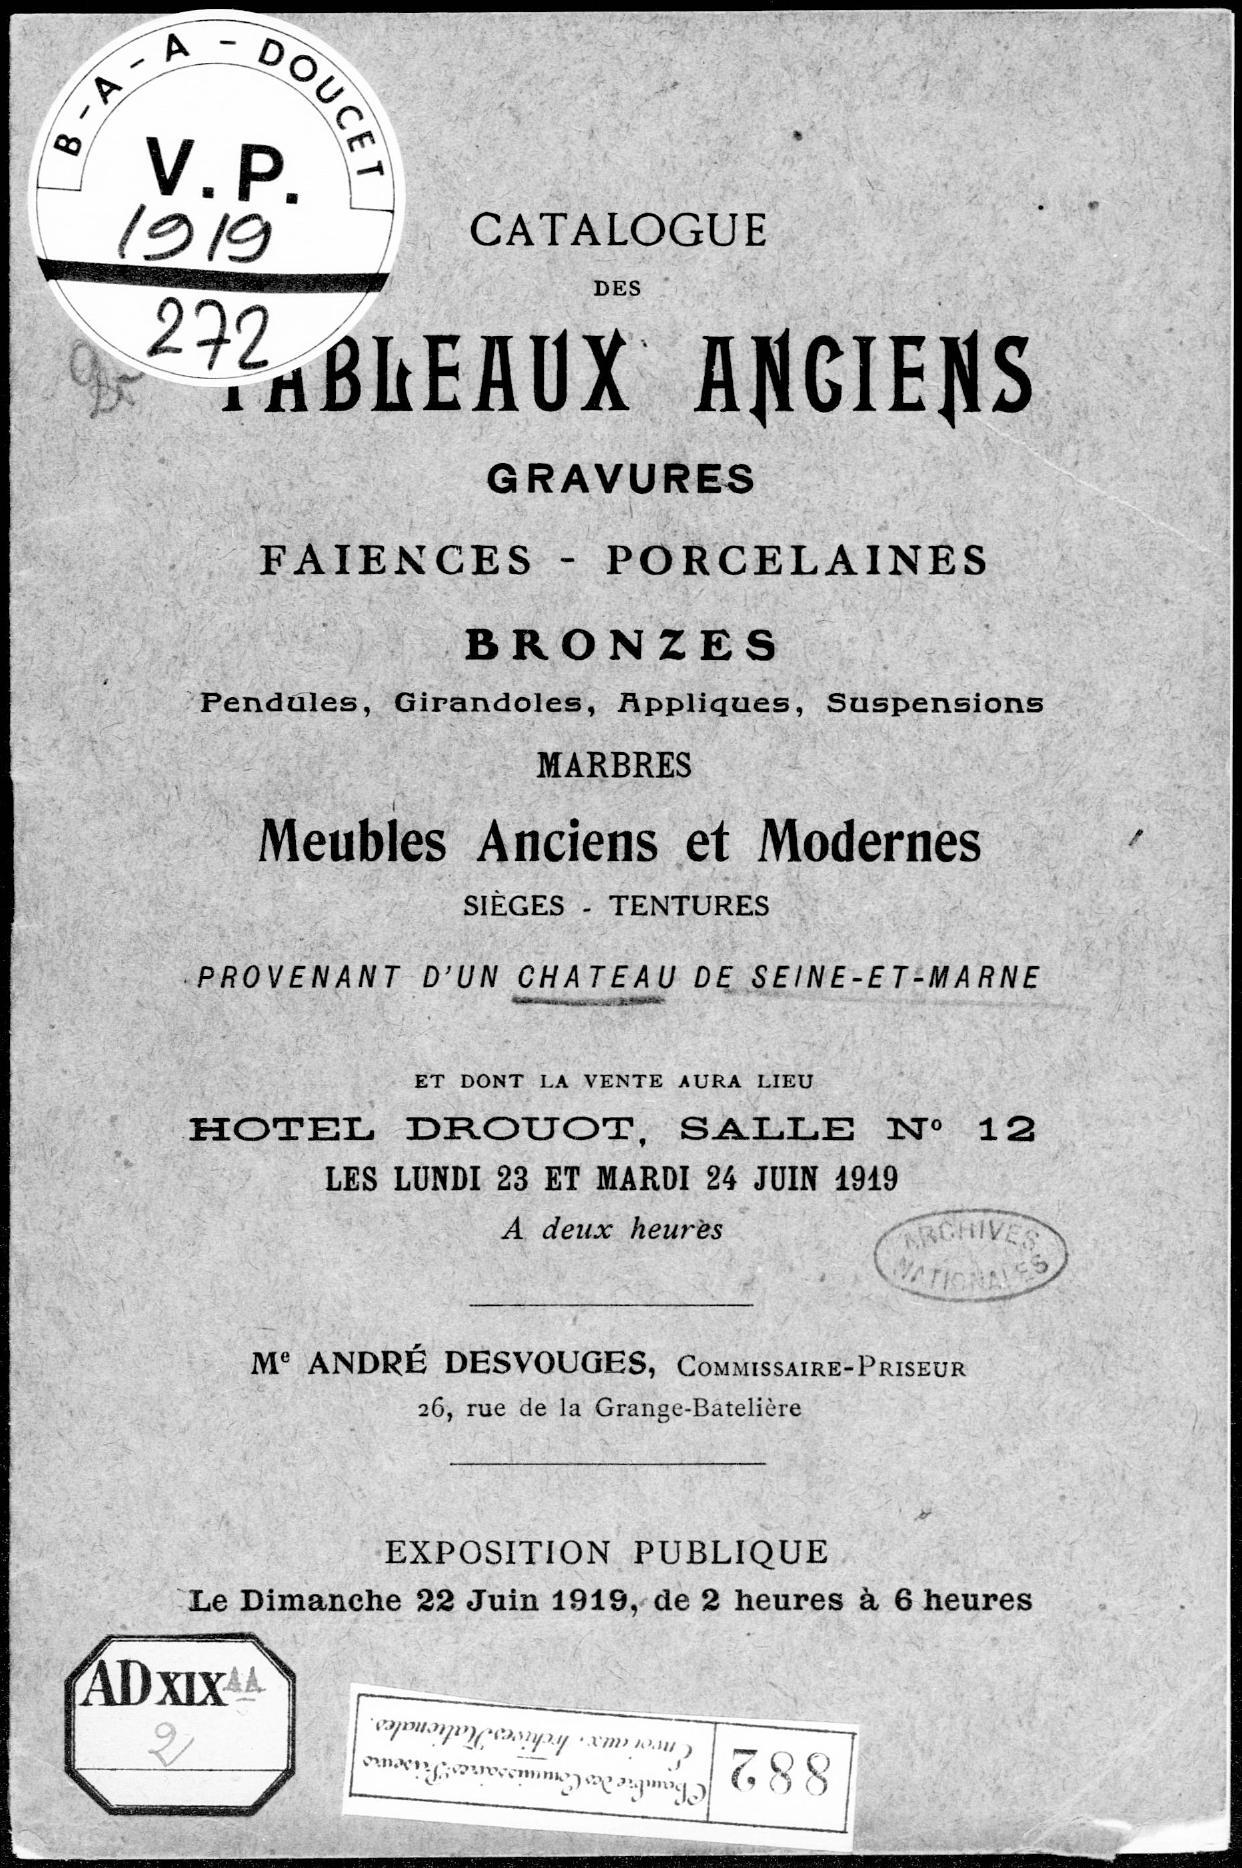 B-A-A-DOUCET
V.P.
1919
272
CATALOGUE
DES
TABLEAUX ANCIENS
GRAVURES
FAIENCES - PORCELAINES
BRONZES
Pendules, Girandoles, Appliques, Suspensions
MARBRES
Meubles Anciens et Modernes
SIÈGES - TENTURES
PROVENANT D'UN CHATEAU DE SEINE-ET-MARNE
ET DONT LA VENTE AURA LIEU
HOTEL DROUOT, SALLE Nº 12
LES LUNDI 23 ET MARDI 24 JUIN 1919
A deux heures
ARCHIVES
NATIONALES
Mᵉ ANDRÉ DESVOUGES, COMMISSAIRE-PRISEUR
26, rue de la Grange-Batelière
EXPOSITION PUBLIQUE
Le Dimanche 22 Juin 1919, de 2 heures à 6 heures
AD XIX AA
2
Chambre des Commissaires-Priseurs
Envoi aux Archives Nationales.
882